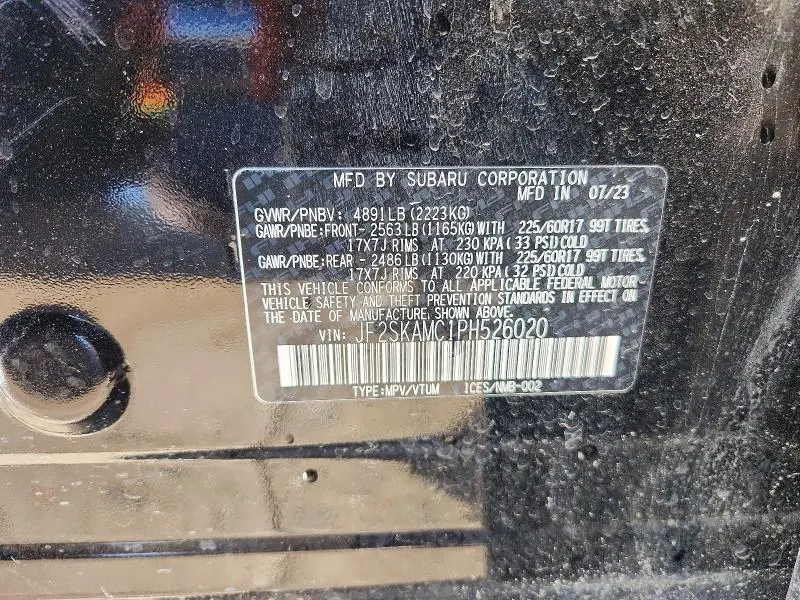 MFD BY SUBARU CORPORATION
MFD IN 07/23
GVWR/PNBV: 4891LB(2223KG)
GAWR/PNBE:FRONT- 2563LB(1165KG)WITH 225/60R17 99T TIRES,
17X7J RIMS AT 230 KPA(33 PSI)COLD
GAWR/PNBE:REAR - 2486LB(1130KG)WITH 225/60R17 99T TIRES,
17X7J RIMS AT 220 KPA(32 PSI)COLD
THIS VEHICLE CONFORMS TO ALL APPLICABLE FEDERAL MOTOR
VEHICLE SAFETY AND THEFT PREVENTION STANDARDS IN EFFECT ON
THE DATE OF MANUFACTURE SHOWN ABOVE.
VIN: JF2SKAMC1PH526020
TYPE:MPV/VTUM ICES/NMB-002